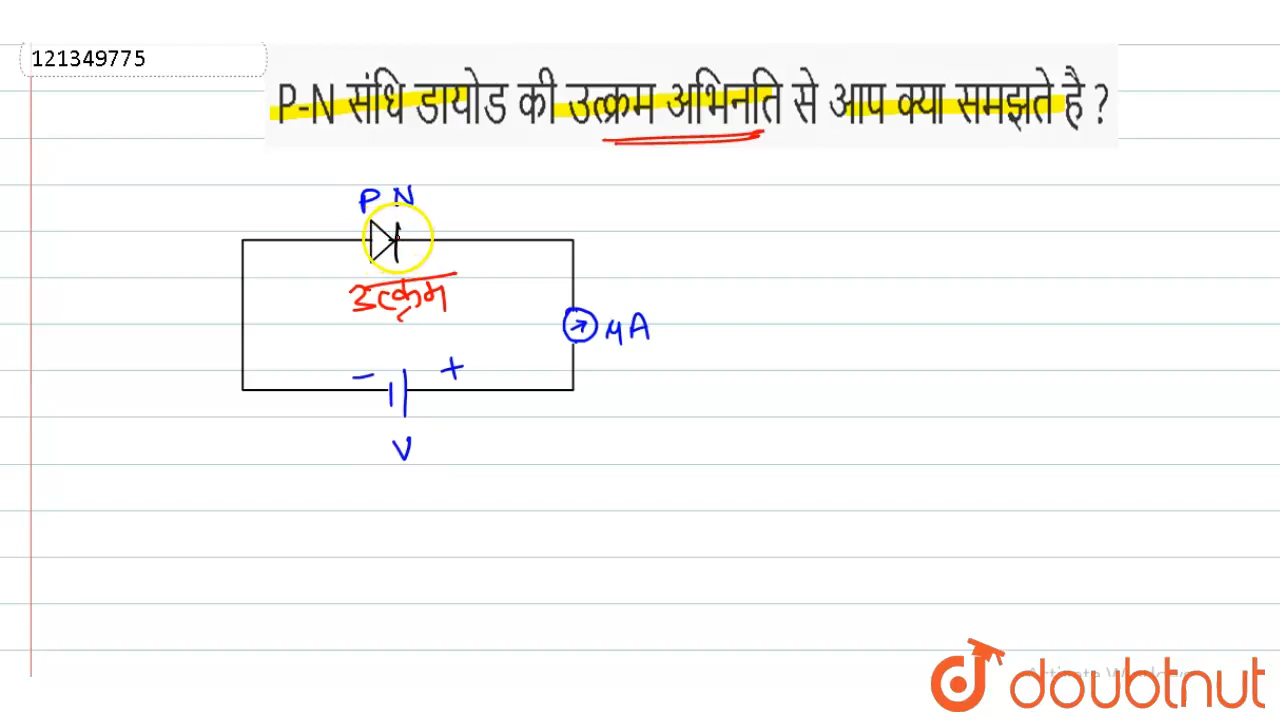 121349775
P-N संधि डायोड की उत्क्रम अभिनति से आप क्या समझते है ?
P N
उत्क्रम
μA
- +
V
doubtnut